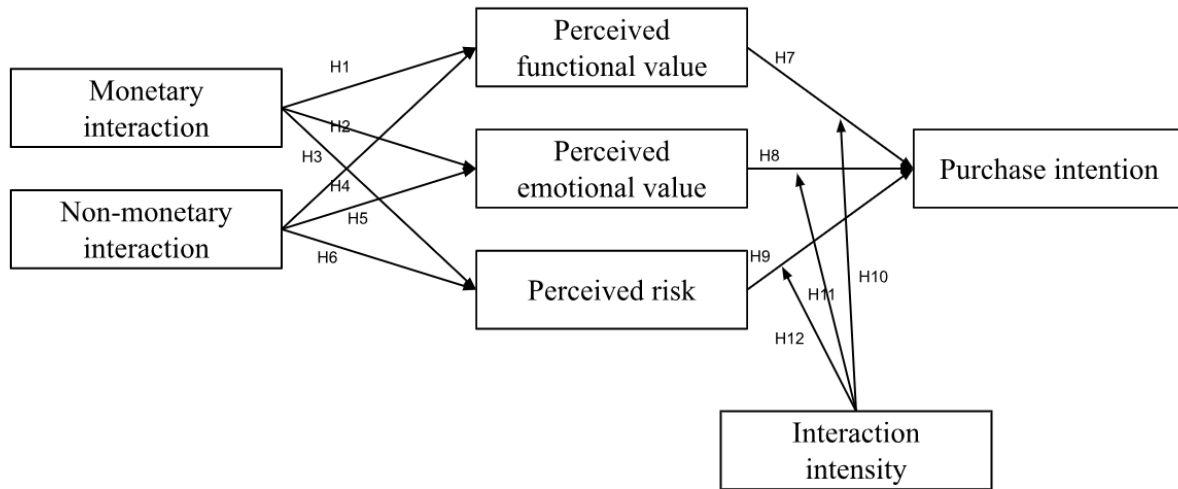 Perceived
functional value
H7
H1
Monetary
interaction
H2
H3
Perceived
emotional value
H8
Purchase intention
H4
Non-monetary
interaction
H5
H6
H9
Perceived risk
H10
H11
H12
Interaction
intensity